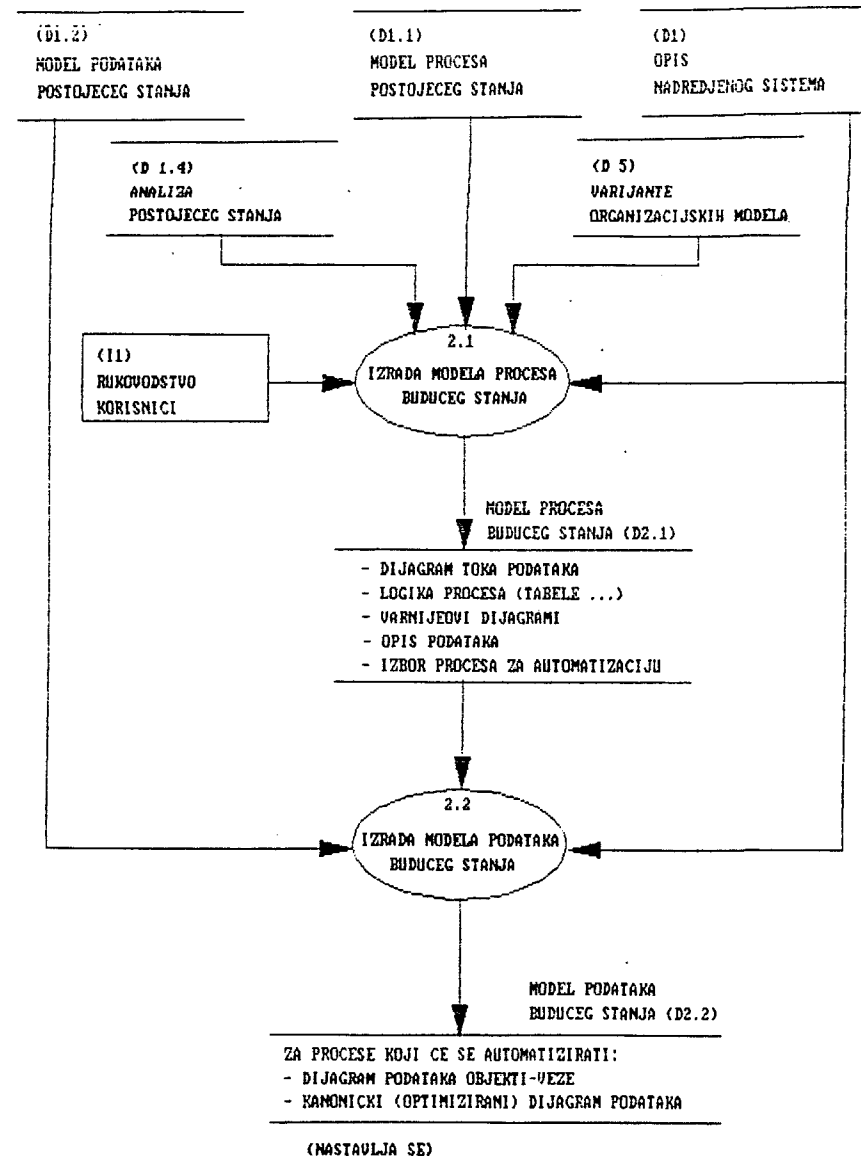 (D1.2)
MODEL PODATAKA
POSTOJECEG STANJA
(D1.1)
MODEL PROCESA
POSTOJECEG STANJA
(D1)
OPIS
NADREDJENOG SISTEMA
(D 1.4)
ANALIZA
POSTOJECEG STANJA
(D 5)
VARIJANTE
ORGANIZACIJSKIH MODELA
(I1)
RUKOVODSTVO
KORISNICI
2.1
IZRADA MODELA PROCESA
BUDUCEG STANJA
MODEL PROCESA
BUDUCEG STANJA (D2.1)
- DIJAGRAM TOKA PODATAKA
- LOGIKA PROCESA (TABELE ...)
- VARNIJEOVI DIJAGRAMI
- OPIS PODATAKA
- IZBOR PROCESA ZA AUTOMATIZACIJU
2.2
IZRADA MODELA PODATAKA
BUDUCEG STANJA
MODEL PODATAKA
BUDUCEG STANJA (D2.2)
ZA PROCESE KOJI CE SE AUTOMATIZIRATI:
- DIJAGRAM PODATAKA OBJEKTI-VEZE
- KANONICKI (OPTIMIZIRANI) DIJAGRAM PODATAKA
(NASTAVLJA SE)